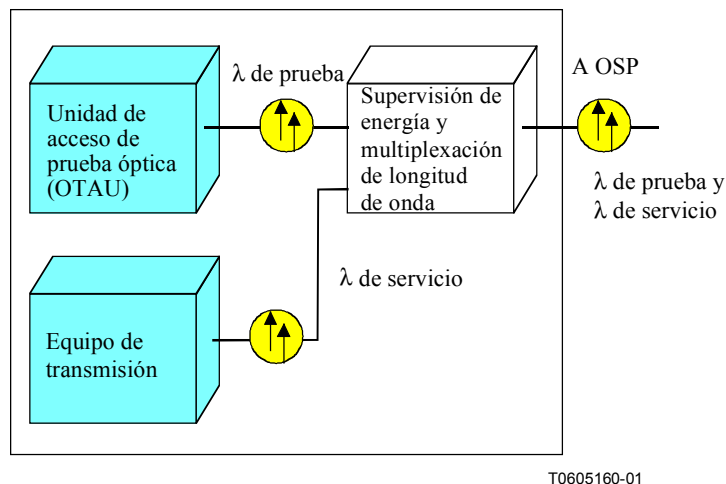 Unidad de
acceso de
prueba óptica
(OTAU)
λ de prueba
Supervisión de
energía y
multiplexación
de longitud
de onda
A OSP
λ de prueba y
λ de servicio
λ de servicio
Equipo de
transmisión
T0605160-01